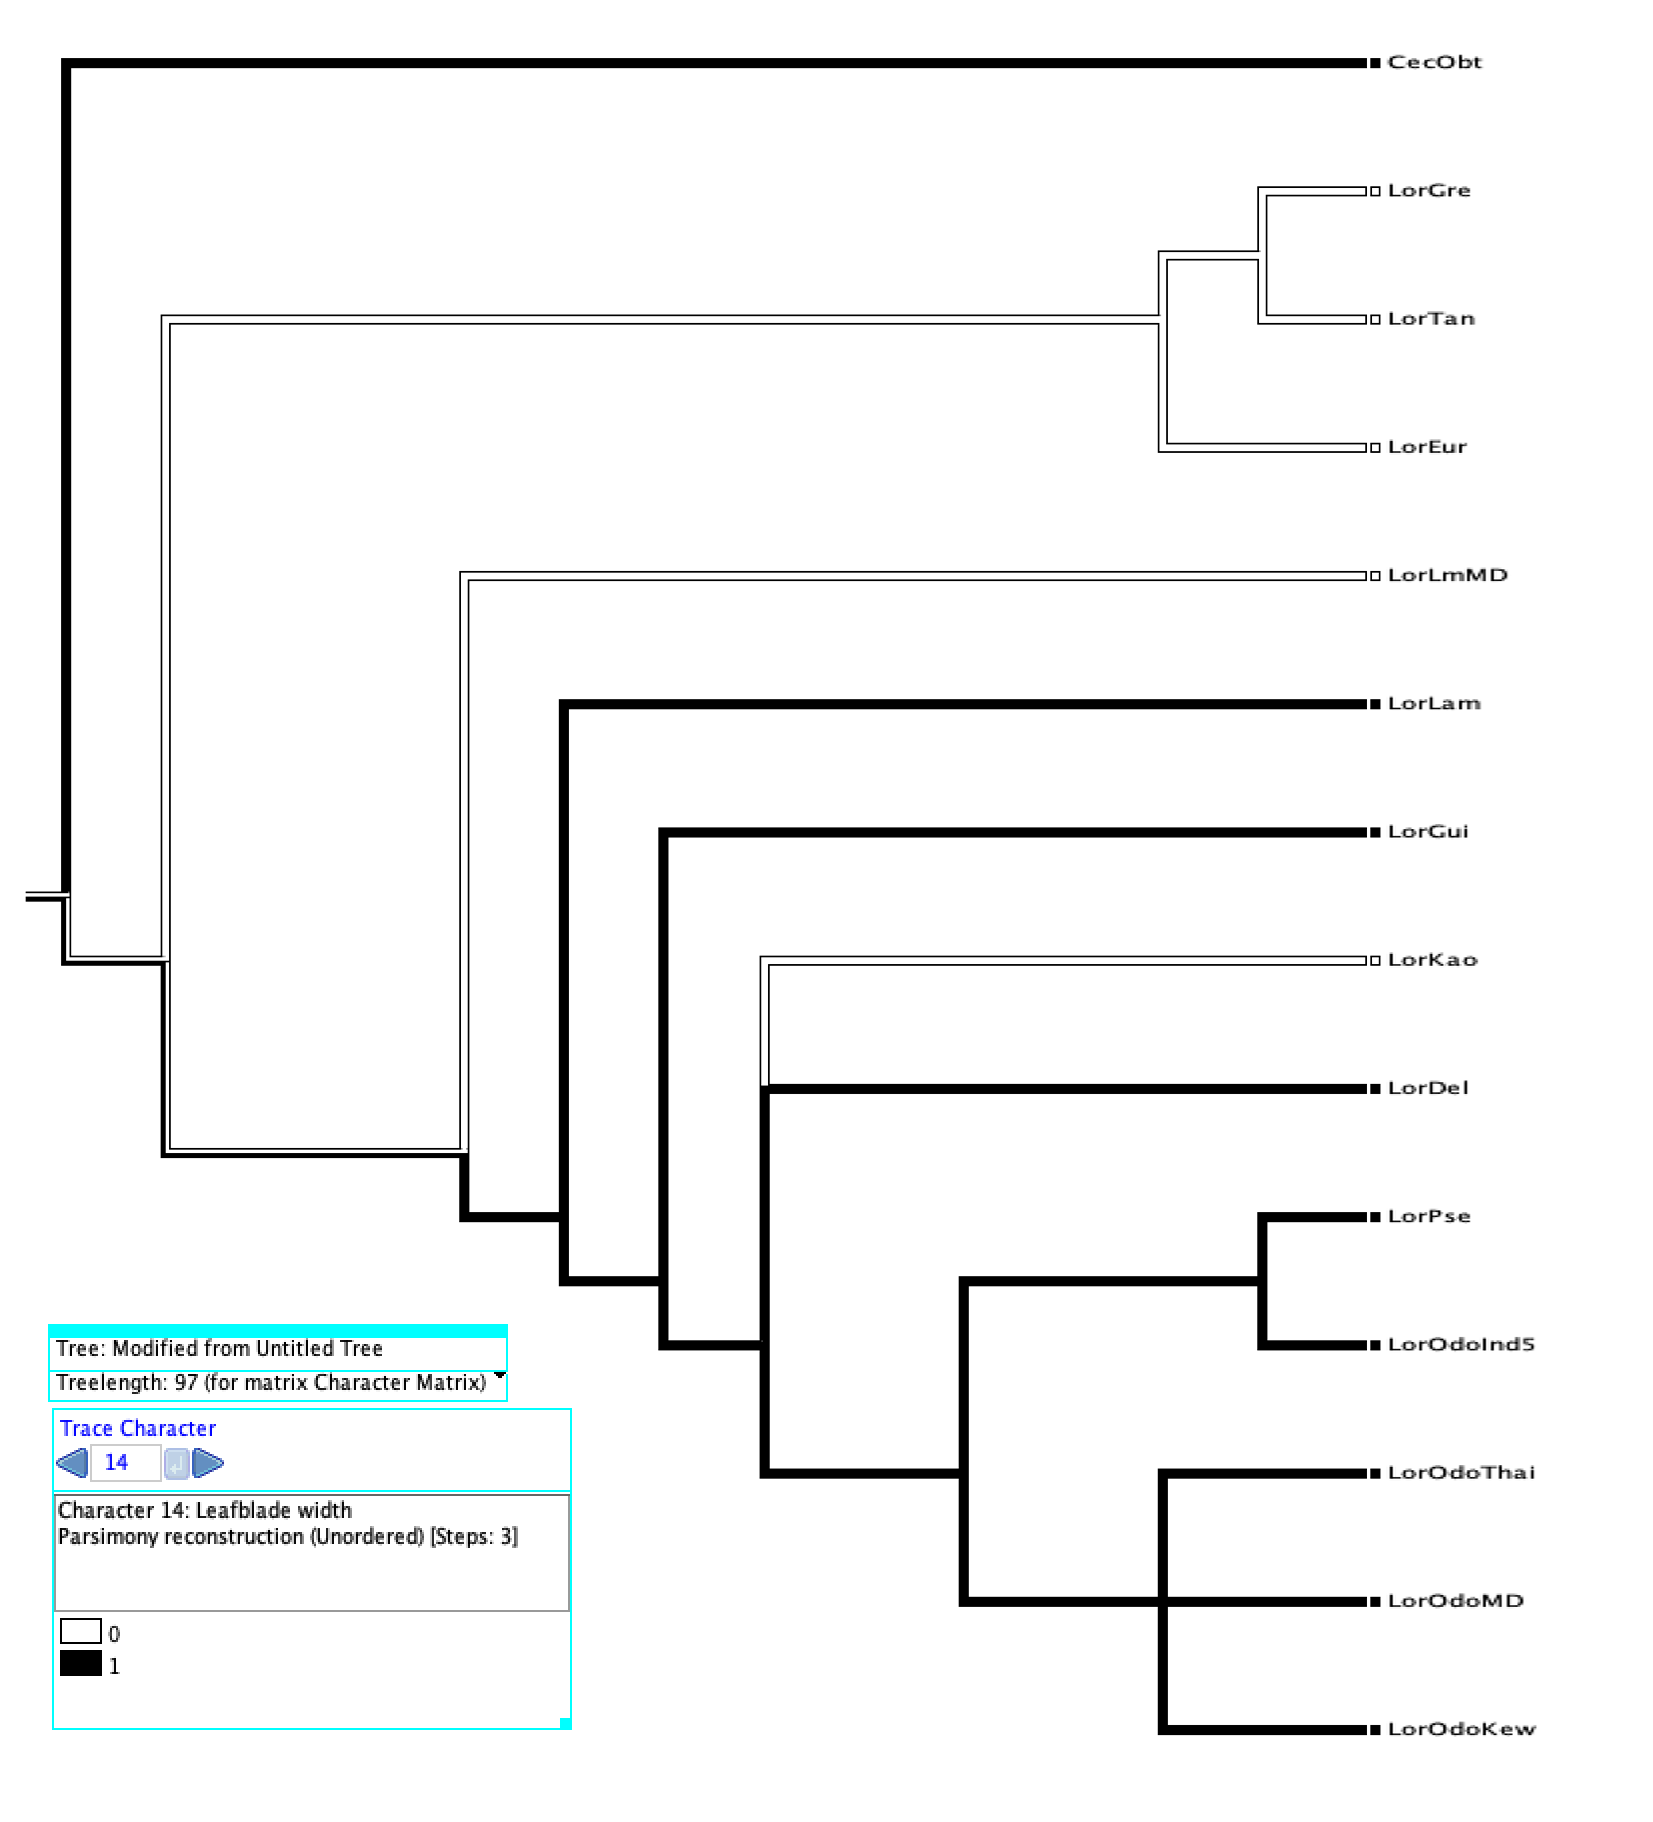 CecObt
LorGre
LorTan
LorEur
LorLmMD
LorLam
LorGui
LorKao
LorDel
LorPse
LorOdoInd5
LorOdoThai
LorOdoMD
LorOdoKew
Tree: Modified from Untitled Tree
Treelength: 97 (for matrix Character Matrix)
Trace Character
14
Character 14: Leafblade width
Parsimony reconstruction (Unordered) [Steps: 3]
0
1